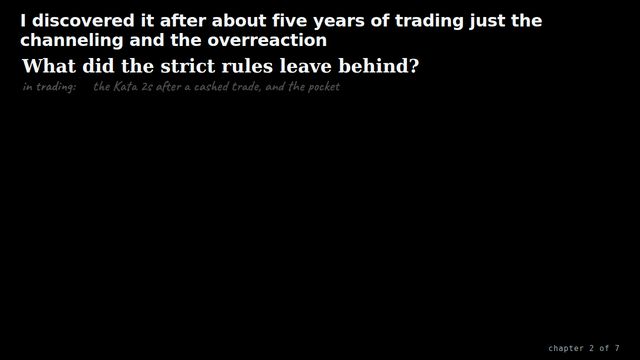 I discovered it after about five years of trading just the
channeling and the overreaction
What did the strict rules leave behind?
in trading: the Kata 2s after a cashed trade, and the pocket
chapter 2 of 7